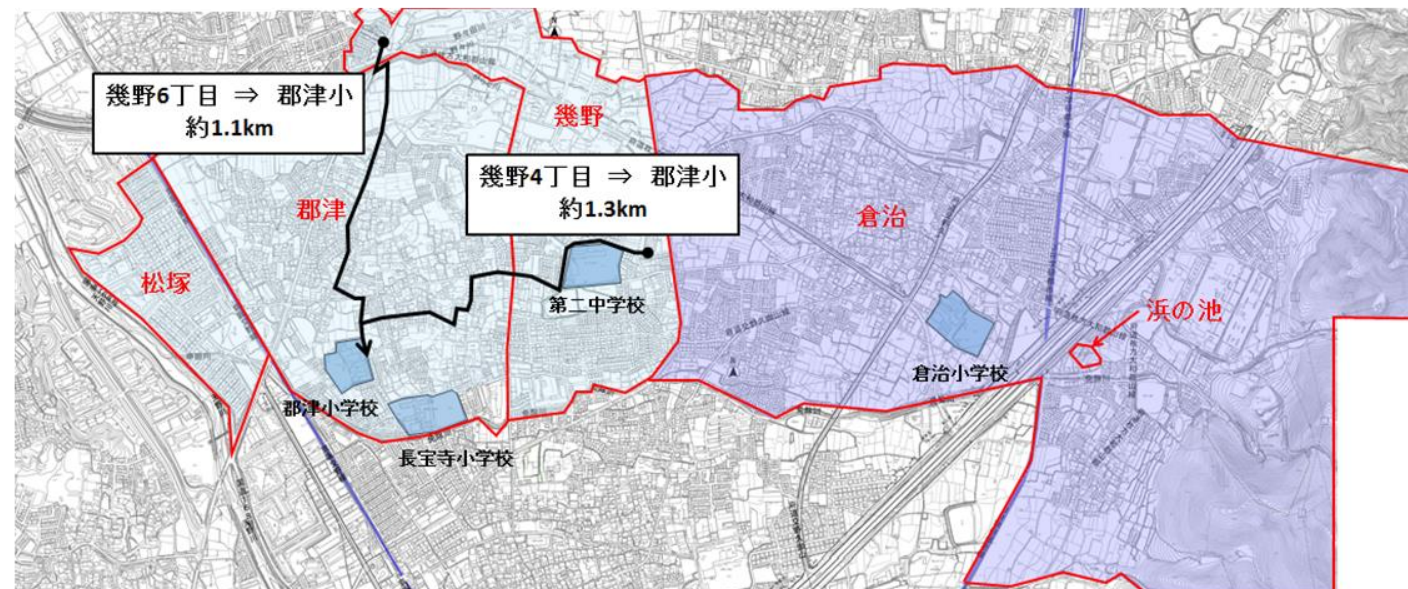 幾野6丁目 ⇒ 郡津小
約1.1km
幾野
幾野4丁目 ⇒ 郡津小
約1.3km
郡津
倉治
松塚
第二中学校
浜の池
倉治小学校
郡津小学校
長宝寺小学校